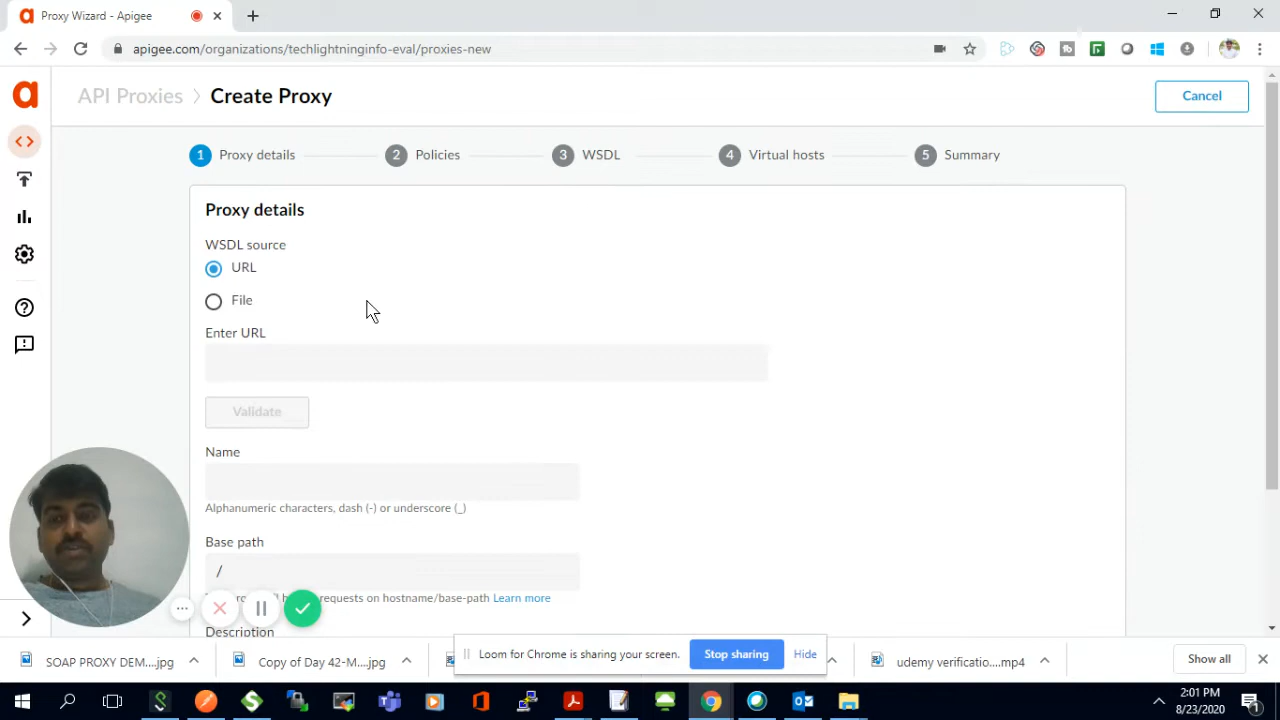 Proxy Wizard - Apigee
apigee.com/organizations/techlightninginfo-eval/proxies-new
API Proxies > Create Proxy
Cancel
1 Proxy details
2 Policies
3 WSDL
4 Virtual hosts
5 Summary
Proxy details
WSDL source
URL
File
Enter URL
Validate
Name
Alphanumeric characters, dash (-) or underscore (_)
Base path
/
requests on hostname/base-path Learn more
Description
Loom for Chrome is sharing your screen.
Stop sharing
Hide
SOAP PROXY DEM....jpg
Copy of Day 42-M....jpg
udemy verificatio....mp4
Show all
2:01 PM
8/23/2020